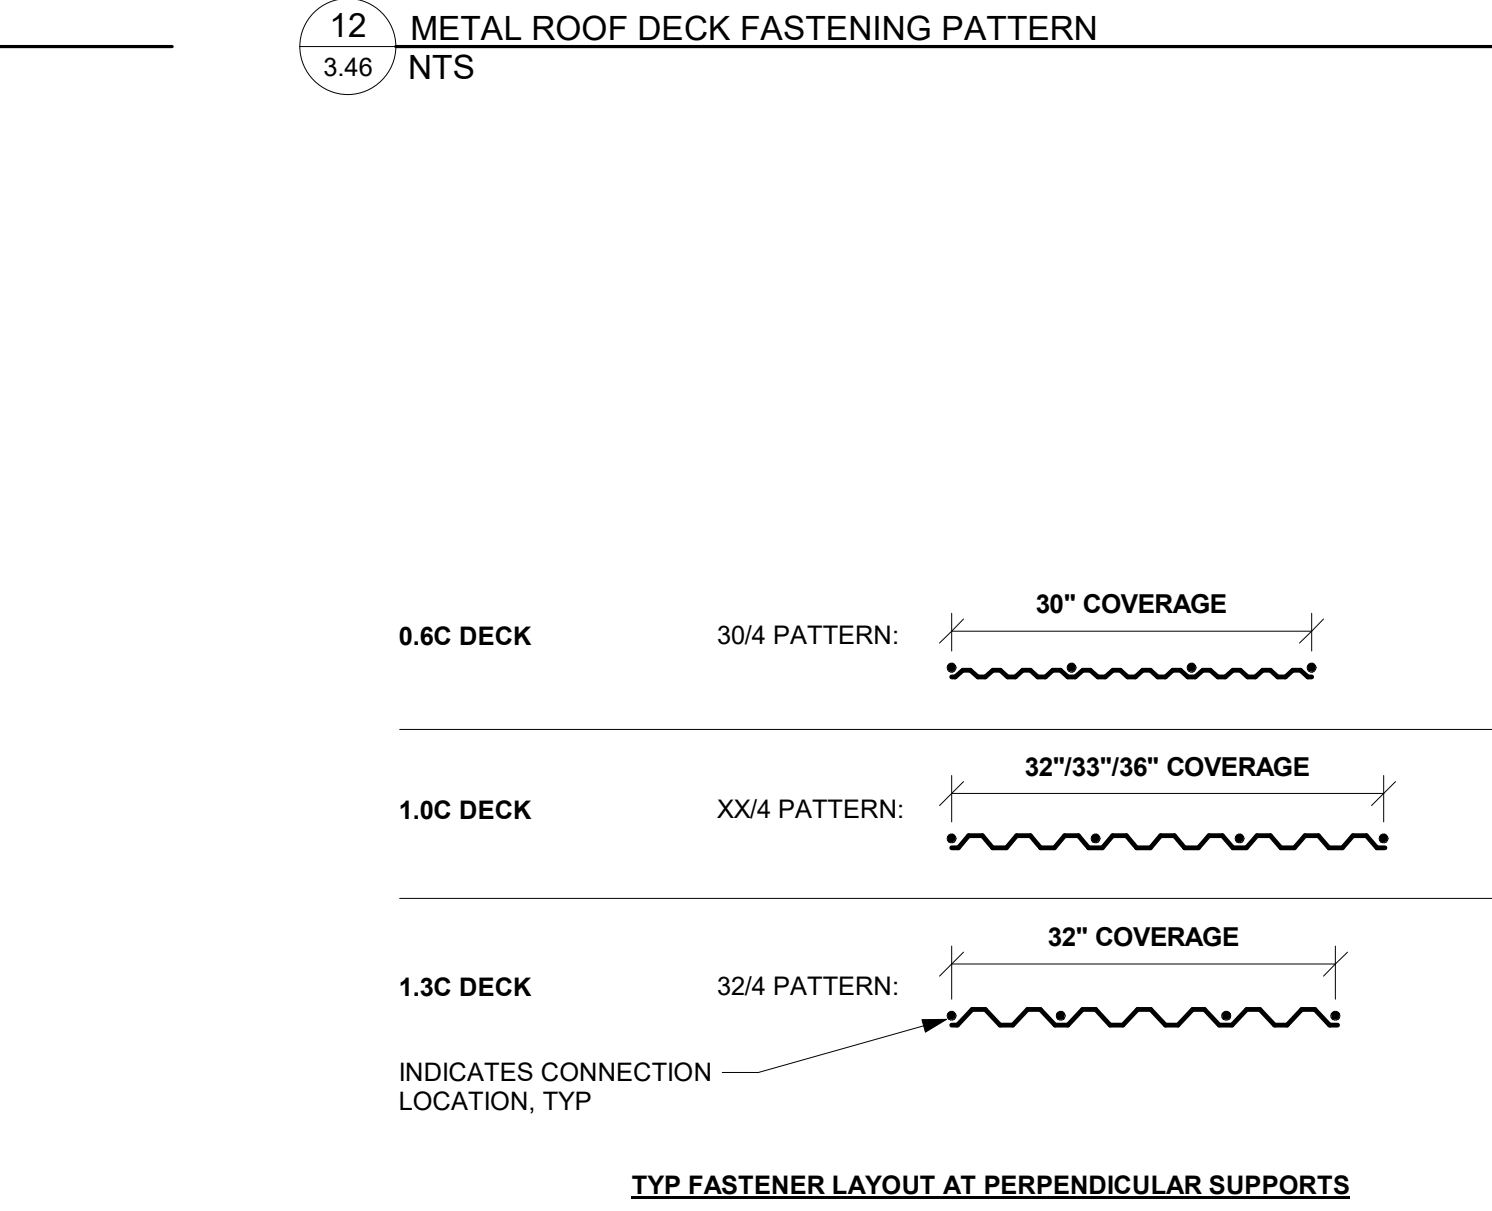 12
METAL ROOF DECK FASTENING PATTERN
3.46
NTS
30" COVERAGE
0.6C DECK
30/4 PATTERN:
32"/33"/36" COVERAGE
1.0C DECK
XX/4 PATTERN:
32" COVERAGE
1.3C DECK
32/4 PATTERN:
INDICATES CONNECTION
LOCATION, TYP
TYP FASTENER LAYOUT AT PERPENDICULAR SUPPORTS